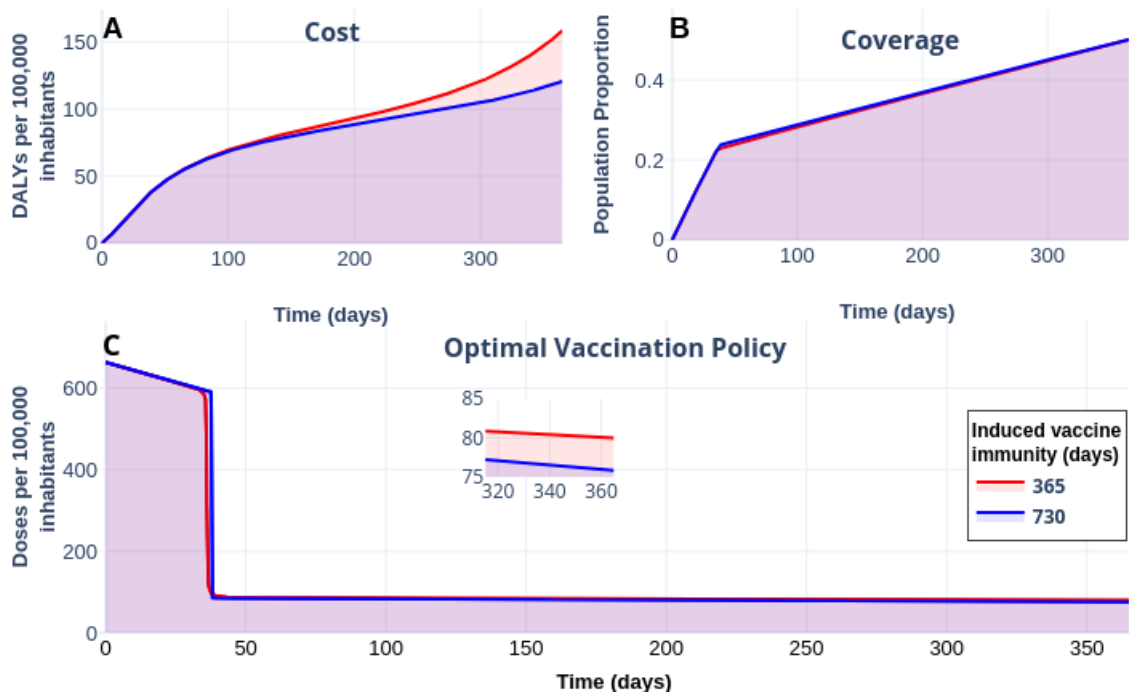 A
Cost
DALYs per 100,000
inhabitants
150
100
50
0
0
100
200
300
Time (days)
B
Coverage
Population Proportion
0.4
0.2
0
0
100
200
300
Time (days)
C
Optimal Vaccination Policy
Doses per 100,000
inhabitants
600
400
200
0
85
80
75
320
340
360
Induced vaccine
immunity (days)
365
730
0
50
100
150
200
250
300
350
Time (days)